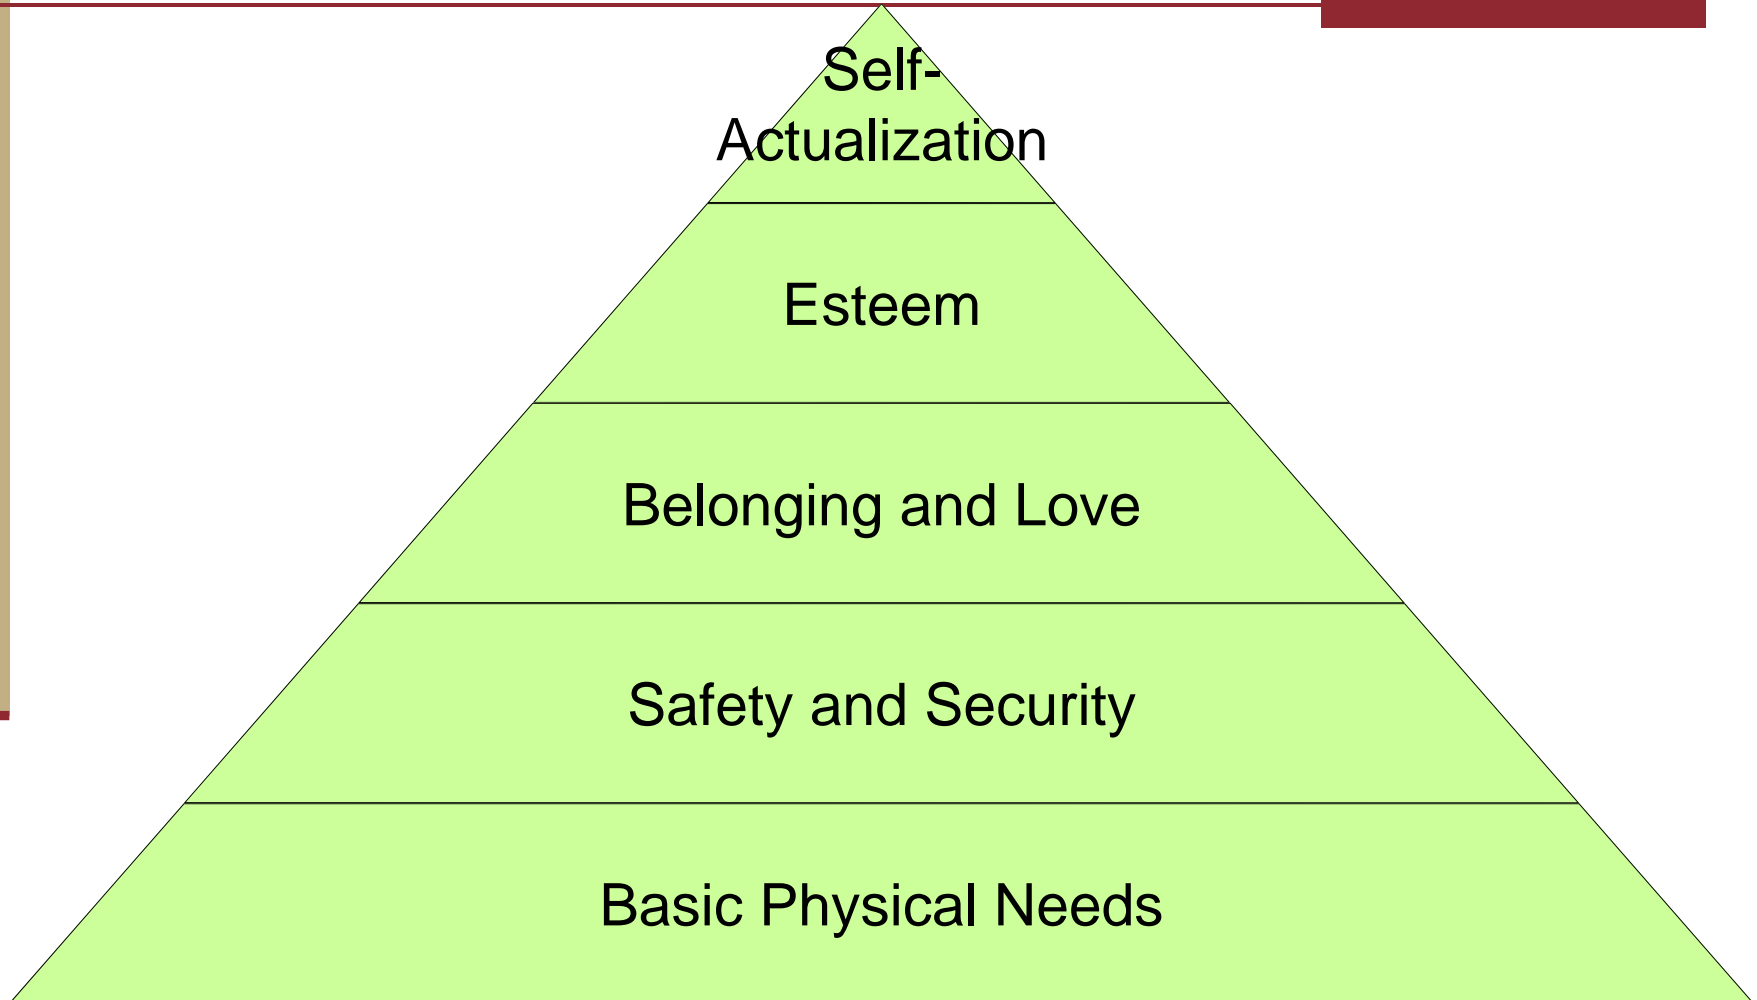 Self-
Actualization
Esteem
Belonging and Love
Safety and Security
Basic Physical Needs